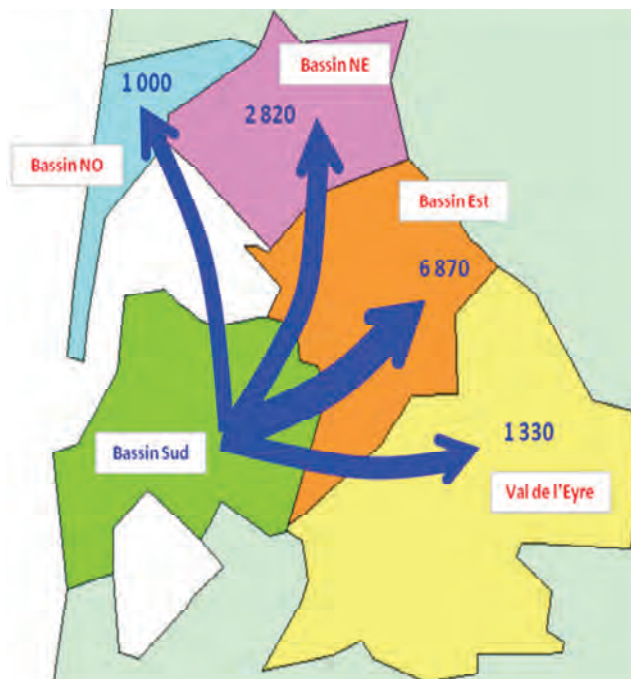 Bassin NE
1 000
2 820
Bassin NO
Bassin Est
6 870
1 330
Bassin Sud
Val de l'Eyre